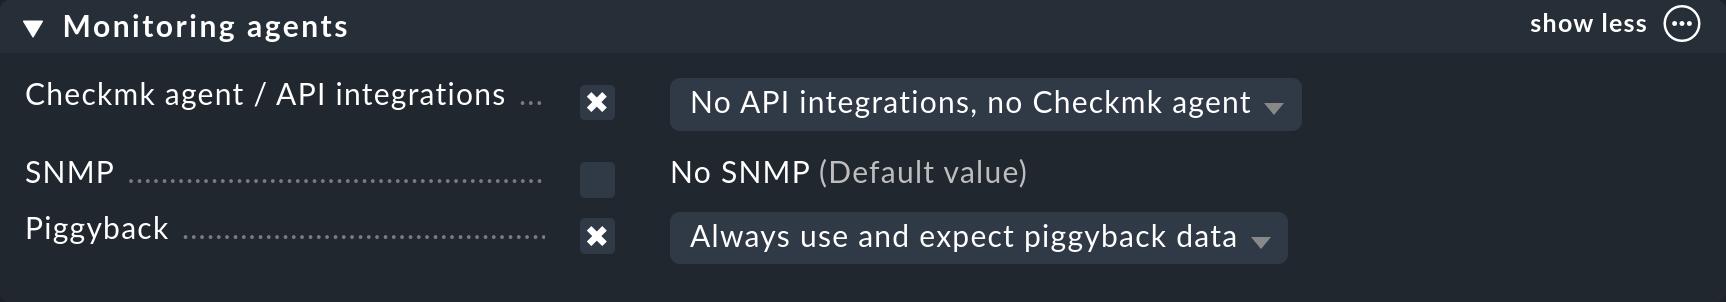 Monitoring agents show less
Checkmk agent / API integrations ... No API integrations, no Checkmk agent
SNMP No SNMP (Default value)
Piggyback Always use and expect piggyback data